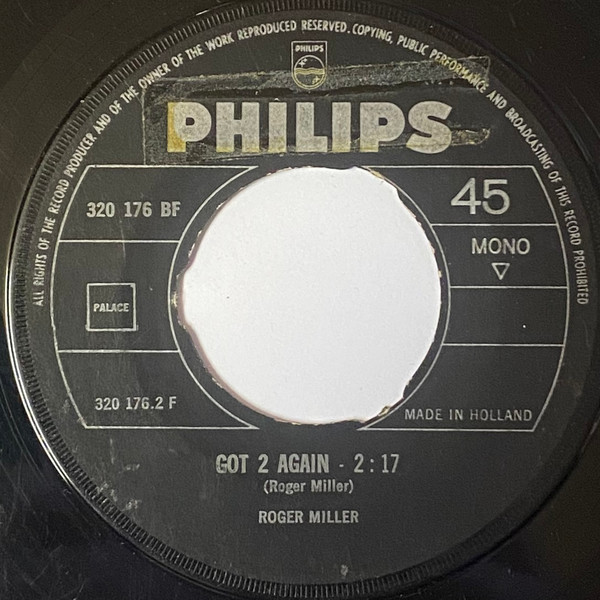 ALL RIGHTS OF THE RECORD PRODUCER AND OF THE OWNER OF THE WORK REPRODUCED RESERVED. COPYING, PUBLIC PERFORMANCE AND BROADCASTING OF THIS RECORD PROHIBITED
PHILIPS
PHILIPS
320 176 BF
45
MONO
PALACE
320 176.2 F
MADE IN HOLLAND
GOT 2 AGAIN - 2:17
(Roger Miller)
ROGER MILLER